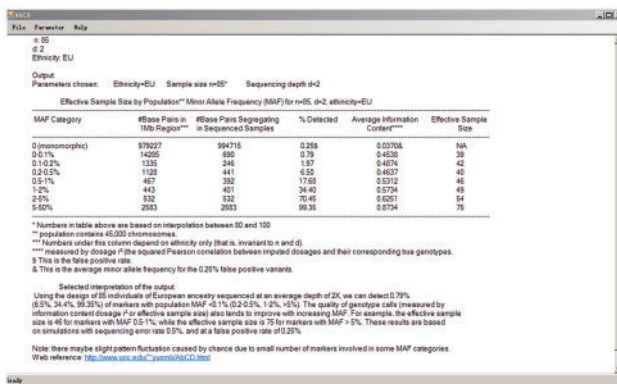 AbCD
File Parameter Help
n: 85
d: 2
Ethnicity: EU
Output:
Parameters chosen: Ethnicity=EU Sample size n=85* Sequencing depth d=2
Effective Sample Size by Population** Minor Allele Frequency (MAF) for n=85, d=2, ethinicity=EU
MAF Category #Base Pairs in #Base Pairs Segregating % Detected Average Information Effective Sample
1Mb Region*** in Sequenced Samples Content**** Size
0 (monomorphic) 979227 994715 0.25$ 0.0370& NA
0-0.1% 14285 690 0.79 0.4538 39
0.1-0.2% 1335 246 1.97 0.4874 42
0.2-0.5% 1128 441 6.50 0.4637 40
0.5-1% 467 392 17.68 0.5312 46
1-2% 443 401 34.40 0.5734 49
2-5% 532 532 70.45 0.6251 54
5-50% 2583 2583 99.35 0.8734 75
* Numbers in table above are based on interpolation between 80 and 100
** population contains 45,000 chromosomes.
*** Numbers under this column depend on ethnicity only (that is, invariant to n and d).
**** measured by dosage r² (the squared Pearson correlation between imputed dosages and their corresponding true genotypes.
$ This is the false positive rate.
& This is the average minor allele frequency for the 0.25% false positive variants.
Selected interpretation of the output:
Using the design of 85 individuals of European ancestry sequenced at an average depth of 2X, we can detect 0.79%
(6.5%, 34.4%, 99.35%) of markers with population MAF <0.1% (0.2-0.5%, 1-2%, >5%). The quality of genotype calls (measured by
information content dosage r² or effective sample size) also tends to improve with increasing MAF. For example, the effective sample
size is 46 for markers with MAF 0.5-1%; while the effective sample size is 75 for markers with MAF > 5%. These results are based
on simulations with sequencing error rate 0.5%, and at a false positive rate of 0.25%.
Note: there maybe slight pattern fluctuation caused by chance due to small number of markers involved in some MAF categories.
Web reference: http://www.unc.edu/~yunmli/AbCD.html
Ready